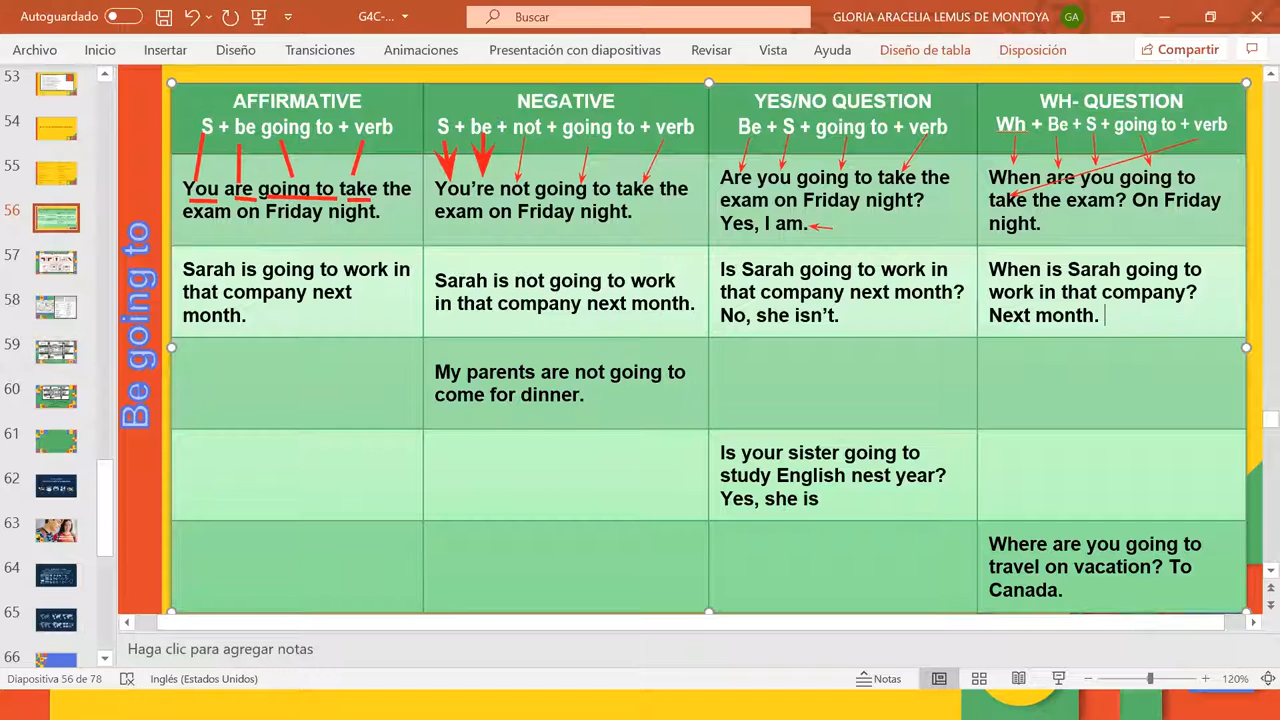 Autoguardado
G4C-...
Buscar
GLORIA ARACELIA LEMUS DE MONTOYA
GA
Archivo
Inicio
Insertar
Diseño
Transiciones
Animaciones
Presentación con diapositivas
Revisar
Vista
Ayuda
Diseño de tabla
Disposición
Compartir
53
54
55
56
57
58
59
60
61
62
63
64
65
66
Be going to
AFFIRMATIVE
S + be going to + verb
NEGATIVE
S + be + not + going to + verb
YES/NO QUESTION
Be + S + going to + verb
WH- QUESTION
Wh + Be + S + going to + verb
You are going to take the
exam on Friday night.
You’re not going to take the
exam on Friday night.
Are you going to take the
exam on Friday night?
Yes, I am.
When are you going to
take the exam? On Friday
night.
Sarah is going to work in
that company next
month.
Sarah is not going to work
in that company next month.
Is Sarah going to work in
that company next month?
No, she isn’t.
When is Sarah going to
work in that company?
Next month.
My parents are not going to
come for dinner.
Is your sister going to
study English nest year?
Yes, she is
Where are you going to
travel on vacation? To
Canada.
Haga clic para agregar notas
Diapositiva 56 de 78
Inglés (Estados Unidos)
Notas
120%